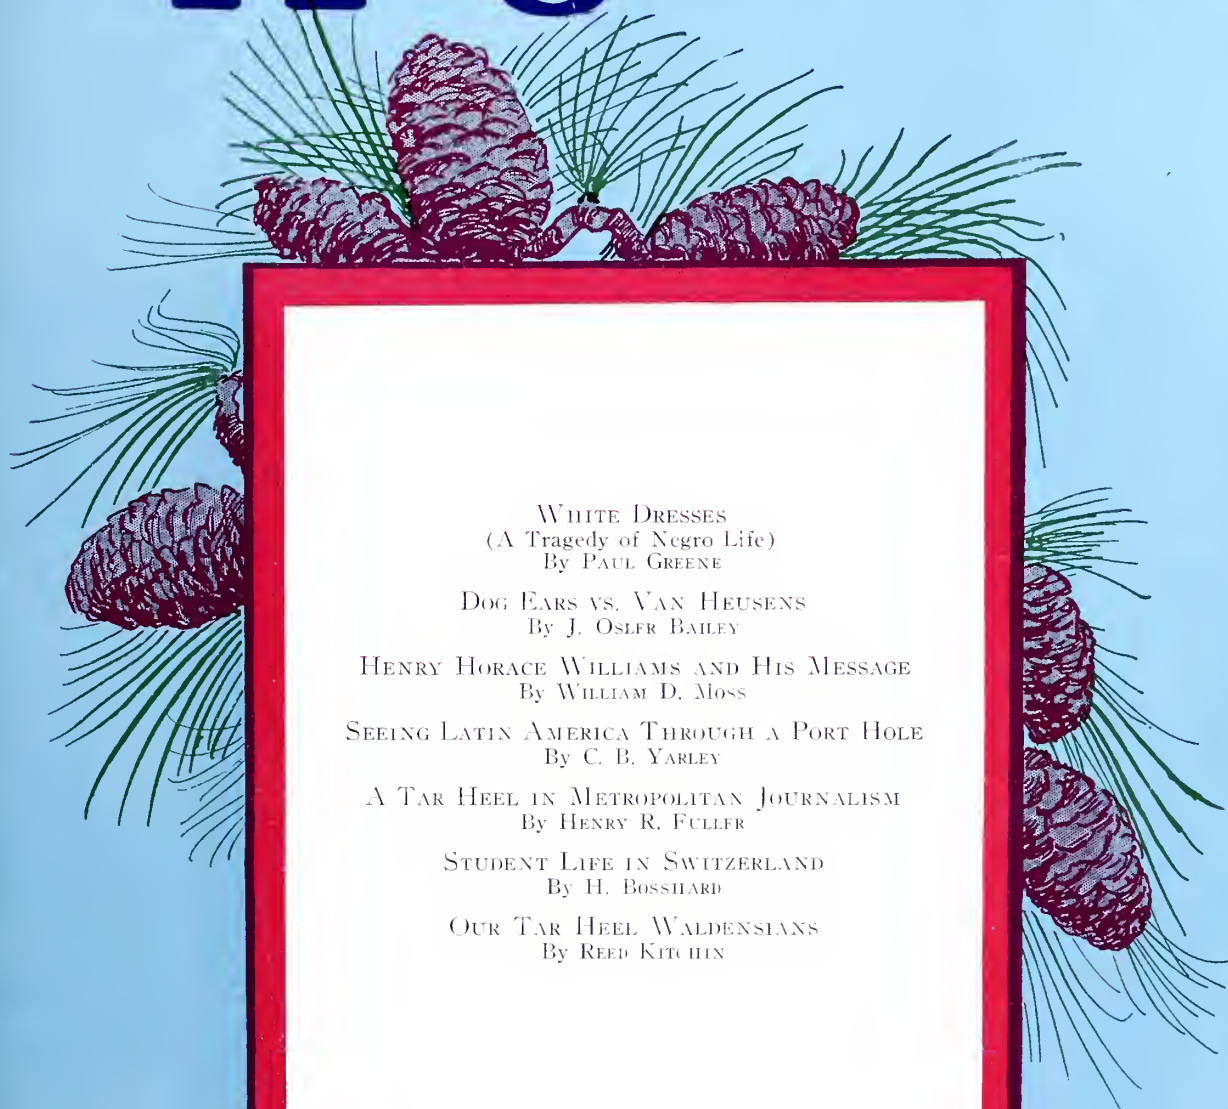 WHITE DRESSES
(A Tragedy of Negro Life)
By PAUL GREENE
DOG EARS VS. VAN HEUSENS
By J. OSLER BAILEY
HENRY HORACE WILLIAMS AND HIS MESSAGE
By WILLIAM D. MOSS
SEEING LATIN AMERICA THROUGH A PORT HOLE
By C. B. YARLEY
A TAR HEEL IN METROPOLITAN JOURNALISM
By HENRY R. FULLER
STUDENT LIFE IN SWITZERLAND
By H. BOSSHARD
OUR TAR HEEL WALDENSIANS
By REED KITCHIN